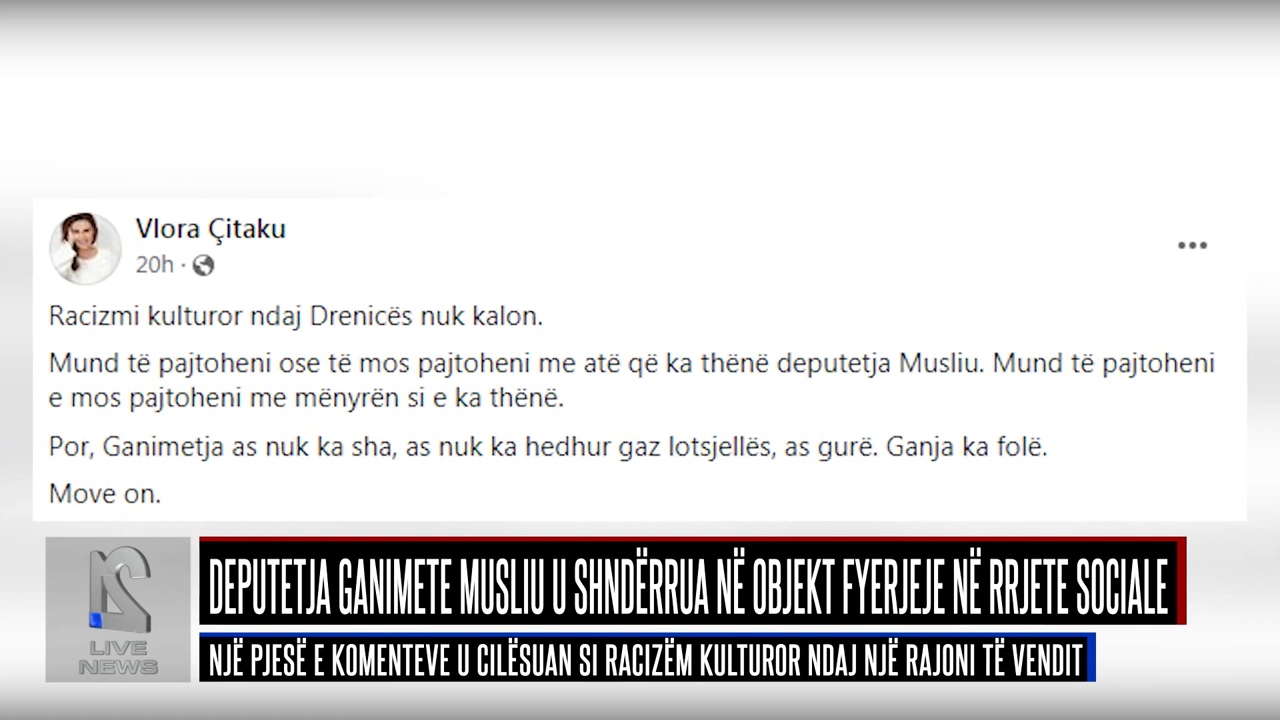 Vlora Çitaku
20h ·
Racizmi kulturor ndaj Drenicës nuk kalon.
Mund të pajtoheni ose të mos pajtoheni me atë që ka thënë deputetja Musliu. Mund të pajtoheni
e mos pajtoheni me mënyrën si e ka thënë.
Por, Ganimetja as nuk ka sha, as nuk ka hedhur gaz lotsjellës, as gurë. Ganja ka folë.
Move on.
DEPUTETJA GANIMETE MUSLIU U SHNDËRRUA NË OBJEKT FYERJEJE NË RRJETE SOCIALE
NJË PJESË E KOMENTEVE U CILËSUAN SI RACIZËM KULTUROR NDAJ NJË RAJONI TË VENDIT
LIVE
NEWS